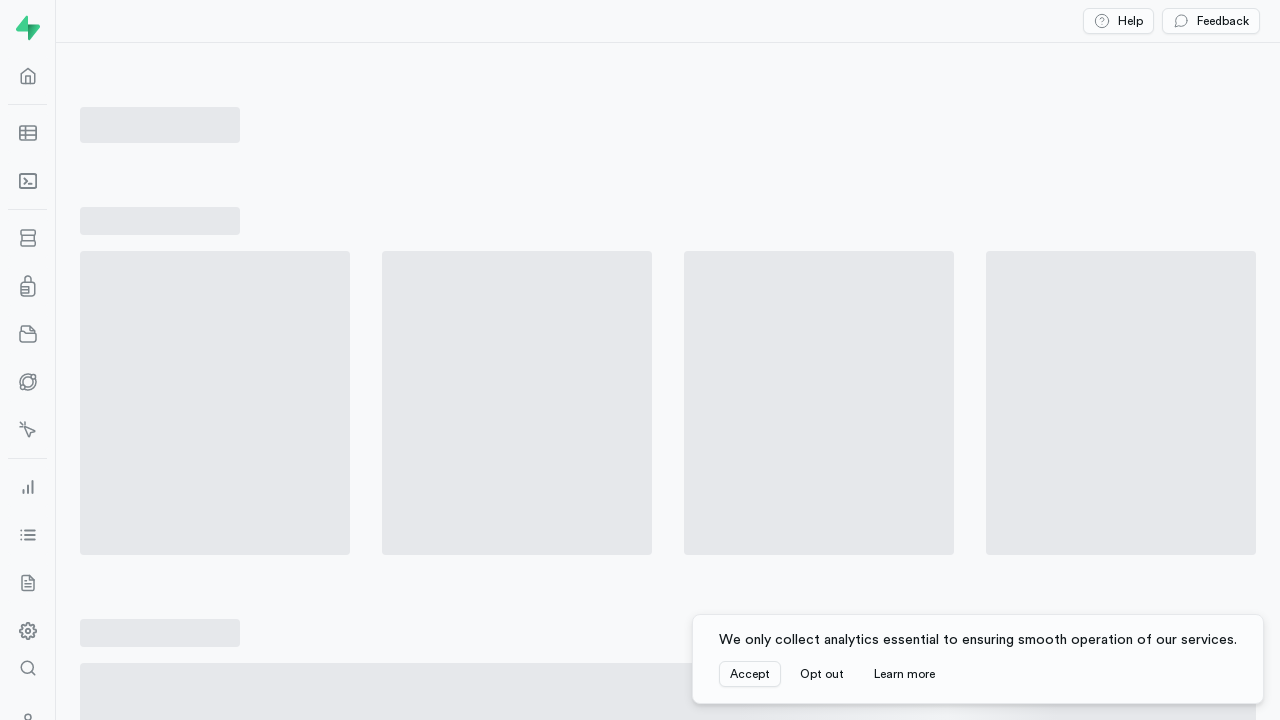 Help
Feedback
We only collect analytics essential to ensuring smooth operation of our services.
Accept
Opt out
Learn more